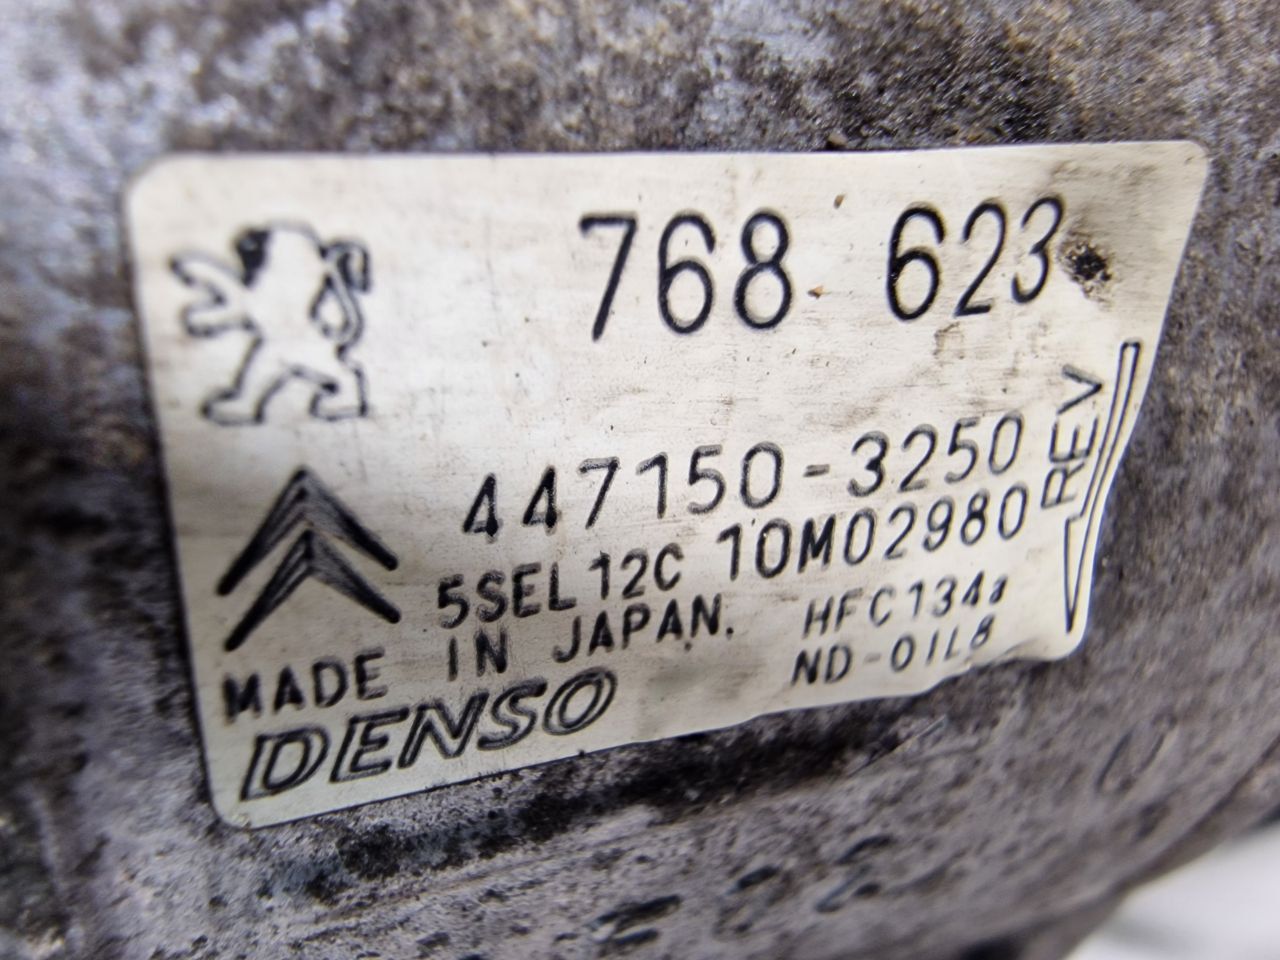 768 623
447150-3250
5SEL12C 10M02980
REV
MADE IN JAPAN. HFC134a
DENSO ND-OIL8